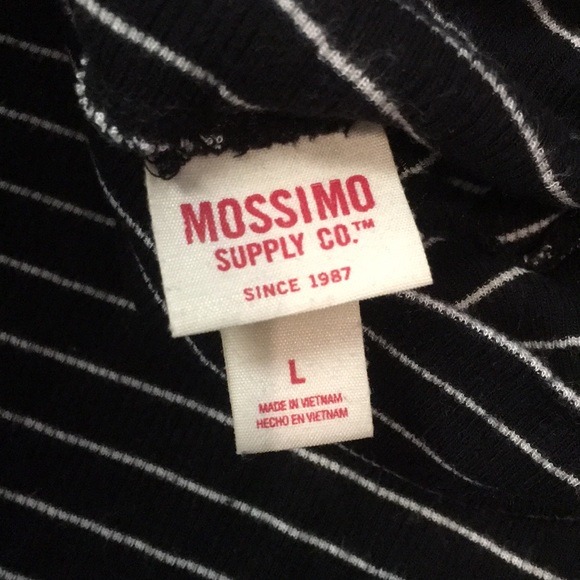 MOSSIMO
SUPPLY CO.™
SINCE 1987
L
MADE IN VIETNAM
HECHO EN VIETNAM